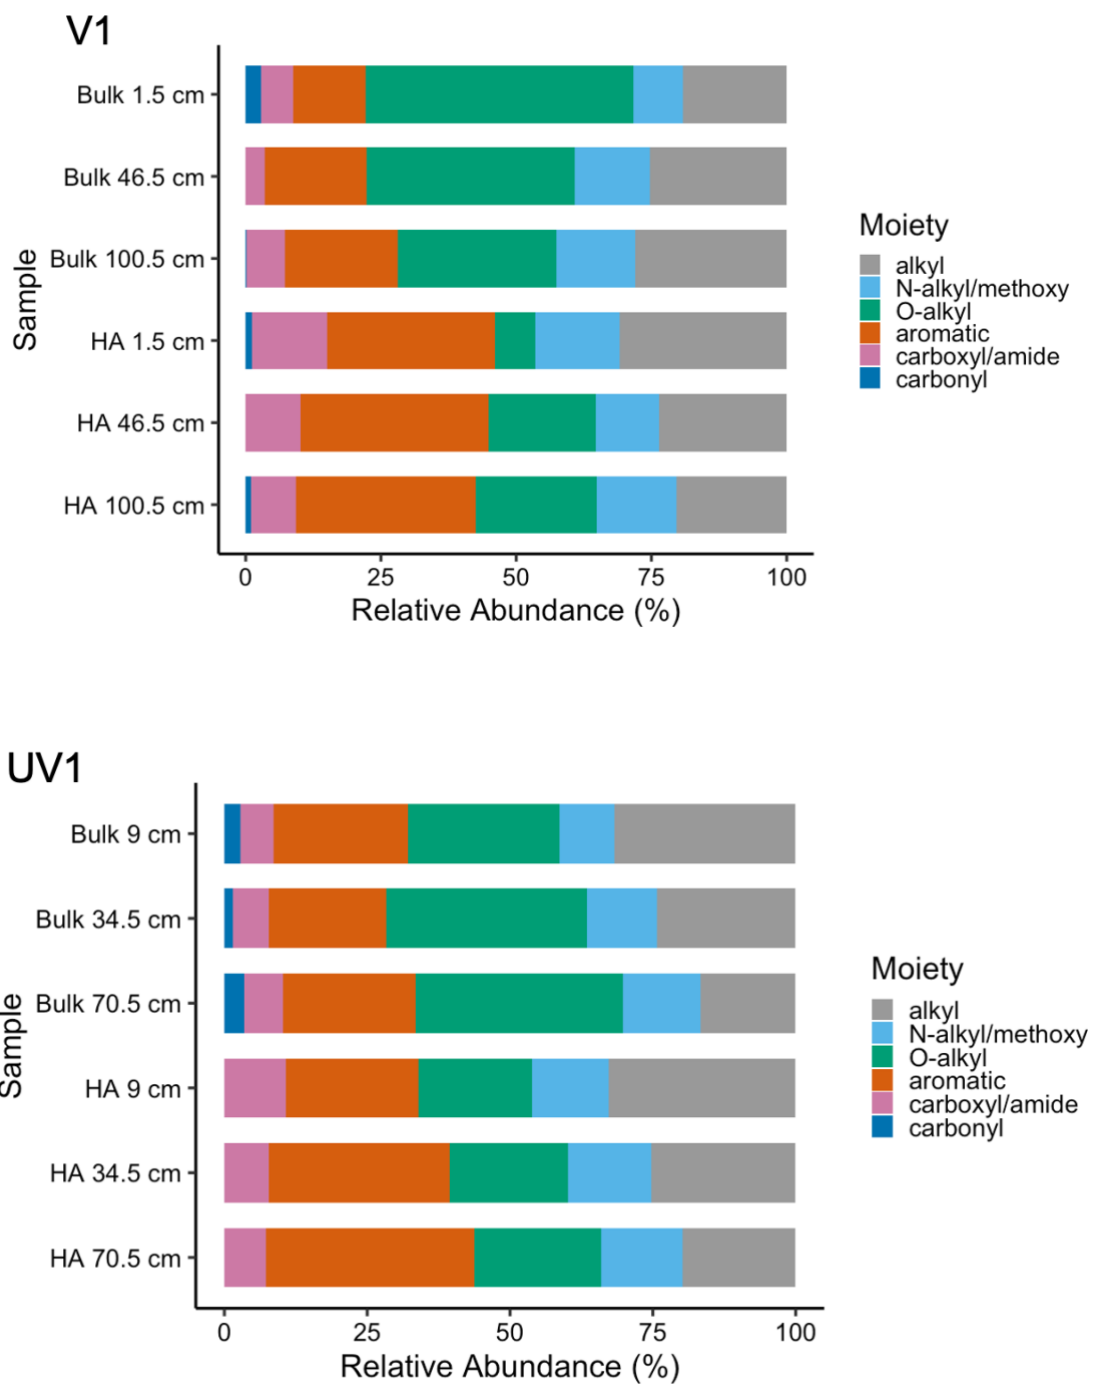 V1
Bulk 1.5 cm
Bulk 46.5 cm
Bulk 100.5 cm
HA 1.5 cm
HA 46.5 cm
HA 100.5 cm
Sample
0 25 50 75 100
Relative Abundance (%)
Moiety
alkyl
N-alkyl/methoxy
O-alkyl
aromatic
carboxyl/amide
carbonyl
UV1
Bulk 9 cm
Bulk 34.5 cm
Bulk 70.5 cm
HA 9 cm
HA 34.5 cm
HA 70.5 cm
Sample
0 25 50 75 100
Relative Abundance (%)
Moiety
alkyl
N-alkyl/methoxy
O-alkyl
aromatic
carboxyl/amide
carbonyl